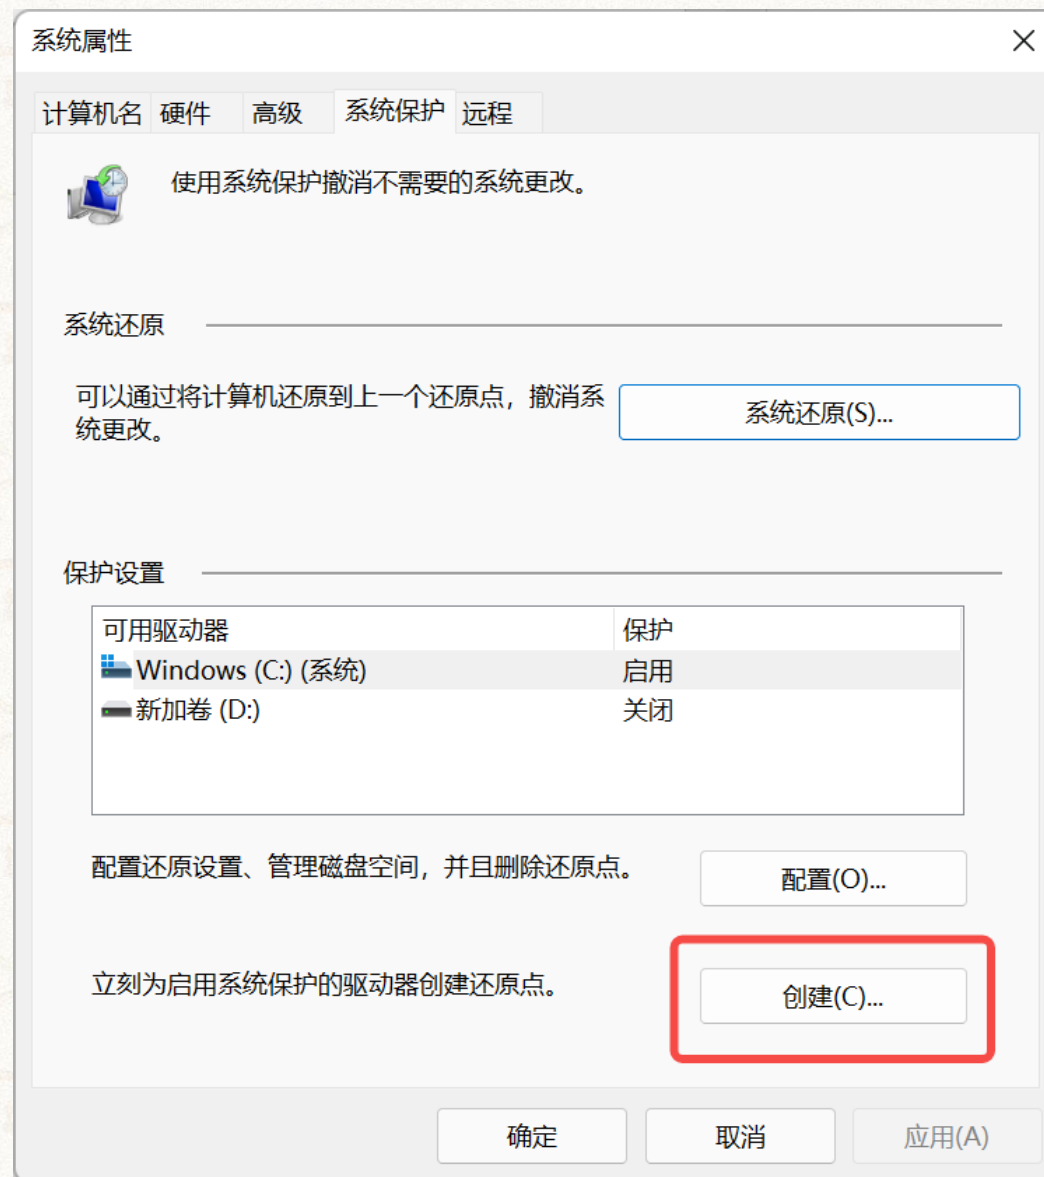 系统属性
计算机名 硬件 高级 系统保护 远程
使用系统保护撤消不需要的系统更改。
系统还原
可以通过将计算机还原到上一个还原点，撤消系
统更改。
系统还原(S)...
保护设置
可用驱动器 保护
Windows (C:) (系统) 启用
新加卷 (D:) 关闭
配置还原设置、管理磁盘空间，并且删除还原点。
配置(O)...
立刻为启用系统保护的驱动器创建还原点。
创建(C)...
确定 取消 应用(A)